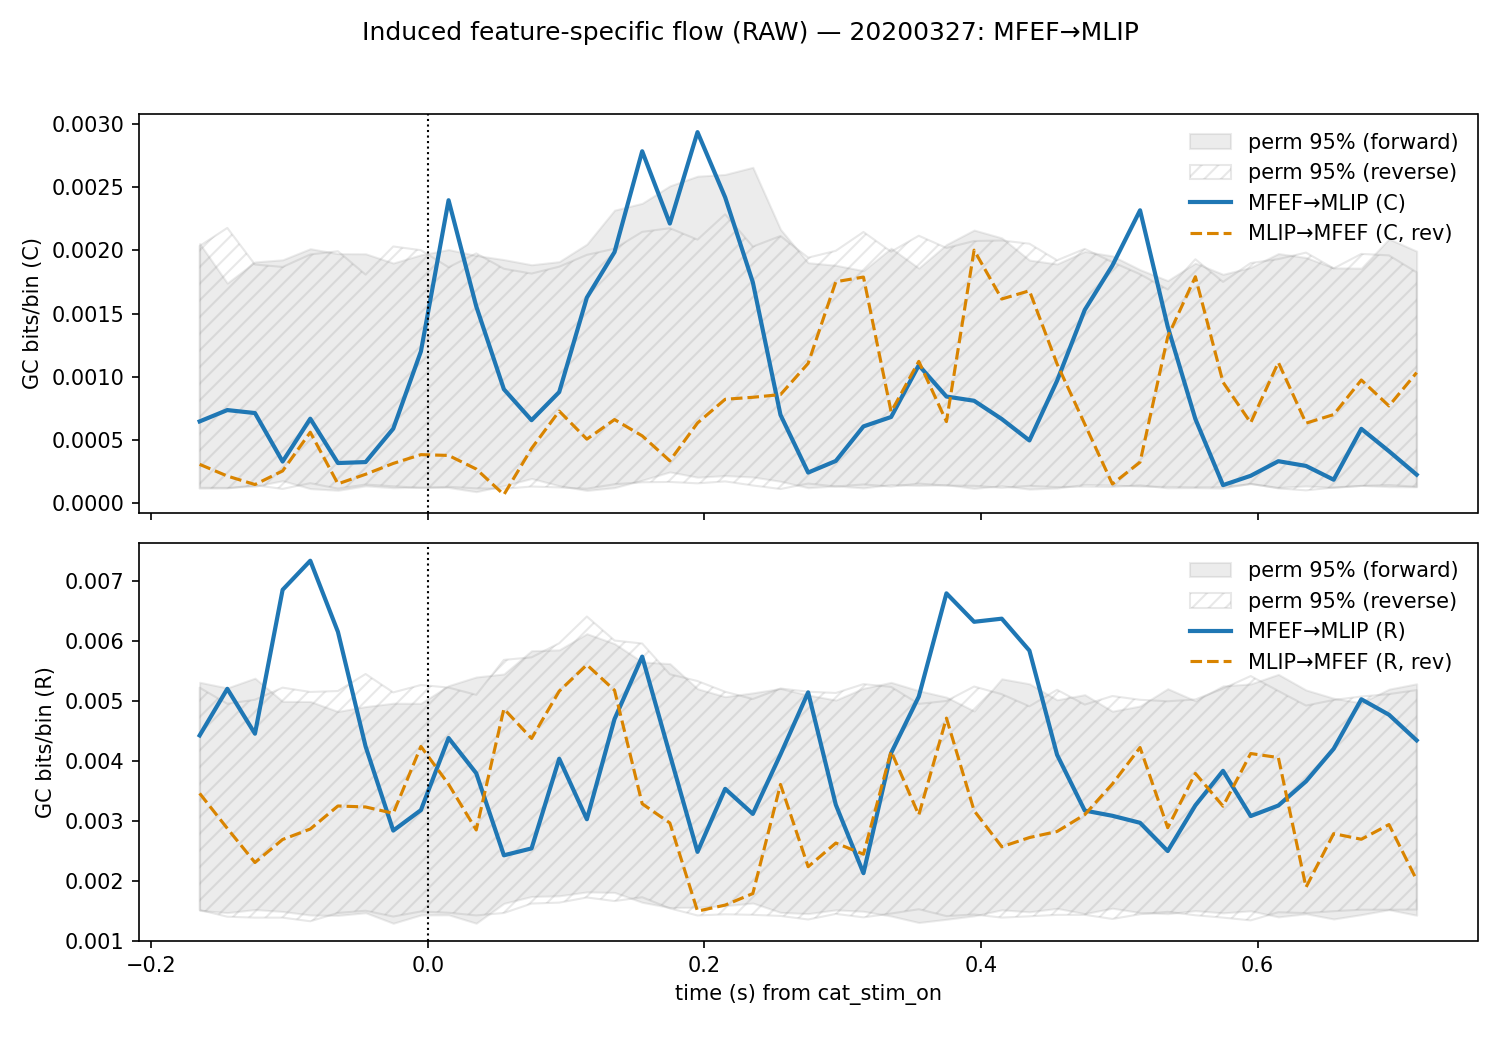 Induced feature-specific flow (RAW) — 20200327: MFEF→MLIP
GC bits/bin (C)
0.0030
0.0025
0.0020
0.0015
0.0010
0.0005
0.0000
perm 95% (forward)
perm 95% (reverse)
MFEF→MLIP (C)
MLIP→MFEF (C, rev)
GC bits/bin (R)
0.007
0.006
0.005
0.004
0.003
0.002
0.001
perm 95% (forward)
perm 95% (reverse)
MFEF→MLIP (R)
MLIP→MFEF (R, rev)
−0.2 0.0 0.2 0.4 0.6
time (s) from cat_stim_on